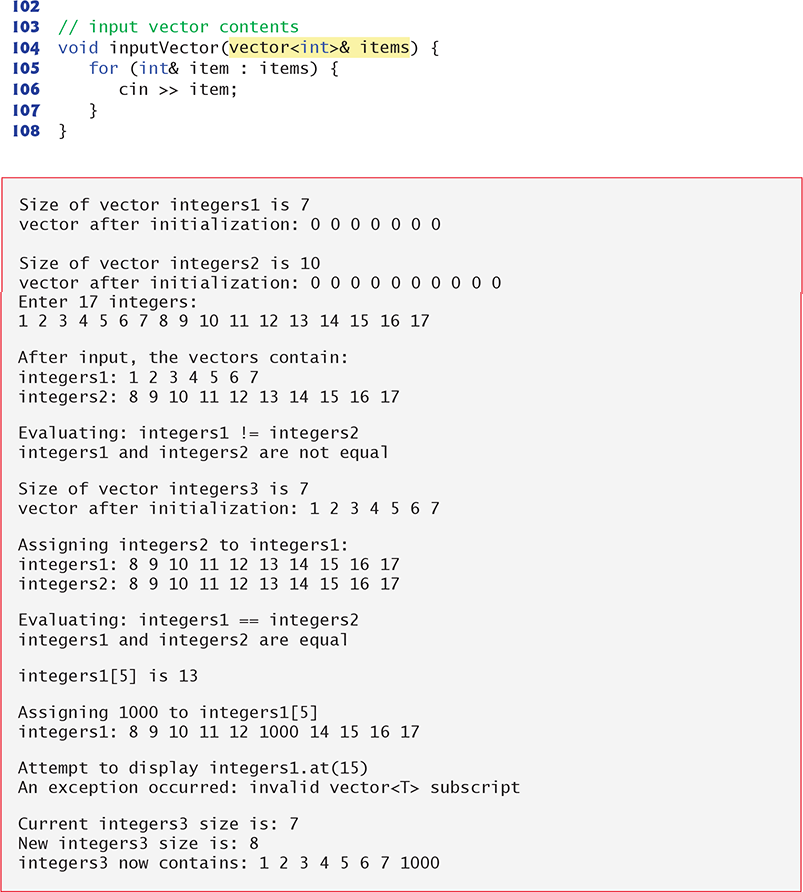 102
103 // input vector contents
104 void inputVector(vector<int>& items) {
105 for (int& item : items) {
106 cin >> item;
107 }
108 }
Size of vector integers1 is 7
vector after initialization: 0 0 0 0 0 0 0
Size of vector integers2 is 10
vector after initialization: 0 0 0 0 0 0 0 0 0 0
Enter 17 integers:
1 2 3 4 5 6 7 8 9 10 11 12 13 14 15 16 17
After input, the vectors contain:
integers1: 1 2 3 4 5 6 7
integers2: 8 9 10 11 12 13 14 15 16 17
Evaluating: integers1 != integers2
integers1 and integers2 are not equal
Size of vector integers3 is 7
vector after initialization: 1 2 3 4 5 6 7
Assigning integers2 to integers1:
integers1: 8 9 10 11 12 13 14 15 16 17
integers2: 8 9 10 11 12 13 14 15 16 17
Evaluating: integers1 == integers2
integers1 and integers2 are equal
integers1[5] is 13
Assigning 1000 to integers1[5]
integers1: 8 9 10 11 12 1000 14 15 16 17
Attempt to display integers1.at(15)
An exception occurred: invalid vector<T> subscript
Current integers3 size is: 7
New integers3 size is: 8
integers3 now contains: 1 2 3 4 5 6 7 1000